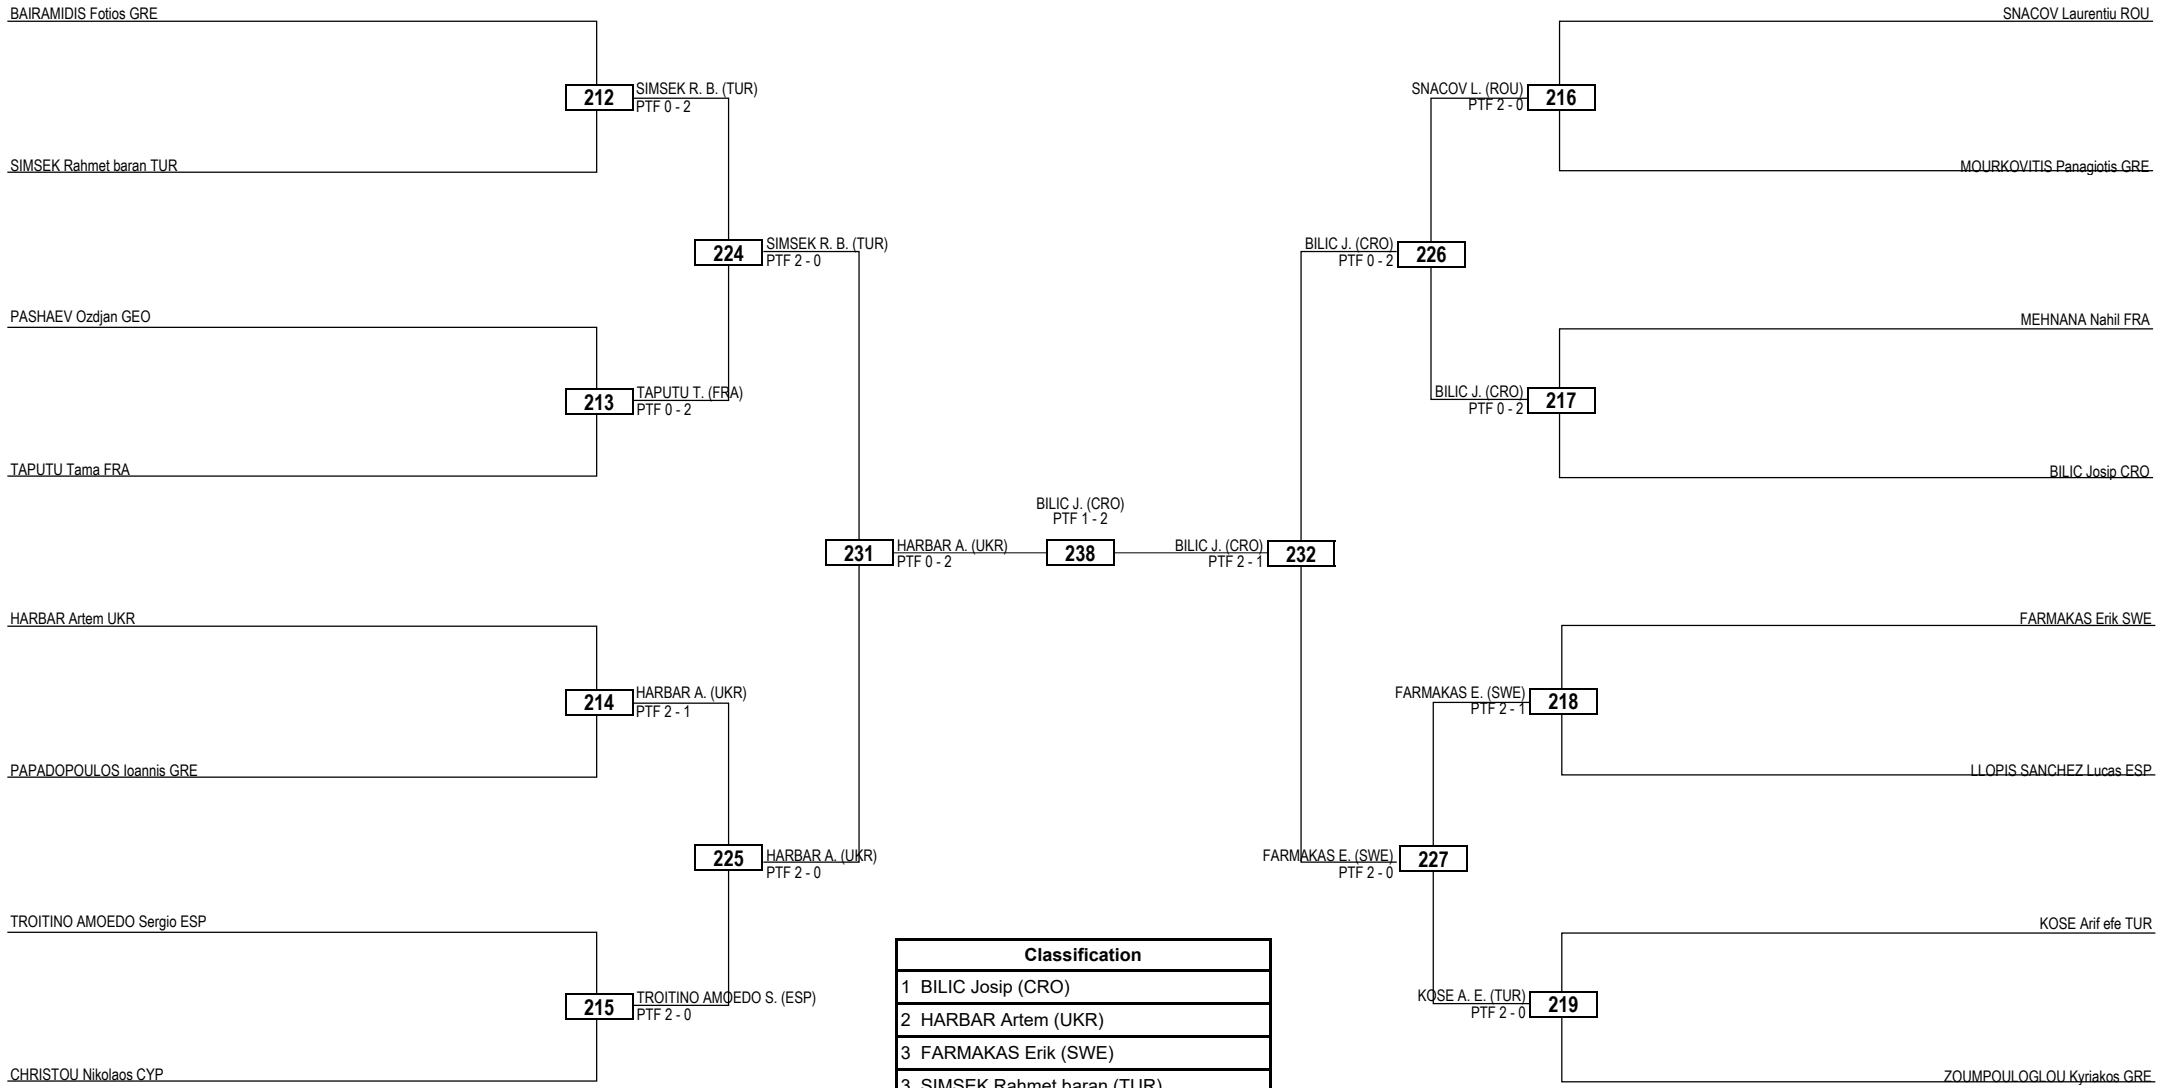 BAIRAMIDIS Fotios GRE
212
SIMSEK R. B. (TUR)
PTF 0 - 2
SIMSEK Rahmet baran TUR
224
SIMSEK R. B. (TUR)
PTF 2 - 0
PASHAEV Ozdjan GEO
213
TAPUTU T. (FRA)
PTF 0 - 2
TAPUTU Tama FRA
231
HARBAR A. (UKR)
PTF 0 - 2
HARBAR Artem UKR
214
HARBAR A. (UKR)
PTF 2 - 1
PAPADOPOULOS Ioannis GRE
225
HARBAR A. (UKR)
PTF 2 - 0
TROITINO AMOEDO Sergio ESP
215
TROITINO AMOEDO S. (ESP)
PTF 2 - 0
CHRISTOU Nikolaos CYP
BILIC J. (CRO)
PTF 1 - 2
238
SNACOV Laurentiu ROU
SNACOV L. (ROU)
PTF 2 - 0
216
MOURKOVITIS Panagiotis GRE
BILIC J. (CRO)
PTF 0 - 2
226
MEHNANA Nahil FRA
BILIC J. (CRO)
PTF 0 - 2
217
BILIC Josip CRO
BILIC J. (CRO)
PTF 2 - 1
232
FARMAKAS Erik SWE
FARMAKAS E. (SWE)
PTF 2 - 1
218
LLOPIS SANCHEZ Lucas ESP
FARMAKAS E. (SWE)
PTF 2 - 0
227
KOSE Arif efe TUR
KOSE A. E. (TUR)
PTF 2 - 0
219
ZOUMPOULOGLOU Kyriakos GRE
Classification
1 BILIC Josip (CRO)
2 HARBAR Artem (UKR)
3 FARMAKAS Erik (SWE)
3 SIMSEK Rahmet baran (TUR)